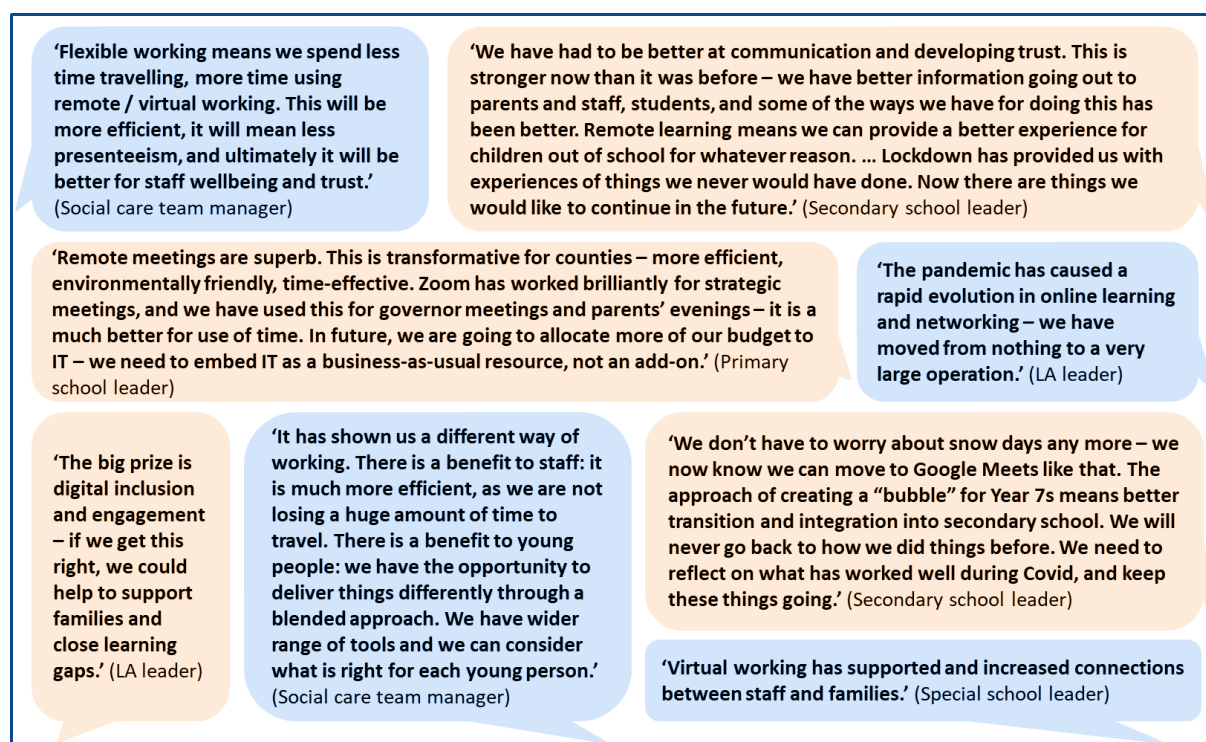 ‘Flexible working means we spend less
time travelling, more time using
remote / virtual working. This will be
more efficient, it will mean less
presenteeism, and ultimately it will be
better for staff wellbeing and trust.’
(Social care team manager)
‘We have had to be better at communication and developing trust. This is
stronger now than it was before – we have better information going out to
parents and staff, students, and some of the ways we have for doing this has
been better. Remote learning means we can provide a better experience for
children out of school for whatever reason. … Lockdown has provided us with
experiences of things we never would have done. Now there are things we
would like to continue in the future.’ (Secondary school leader)
‘Remote meetings are superb. This is transformative for counties – more efficient,
environmentally friendly, time-effective. Zoom has worked brilliantly for strategic
meetings, and we have used this for governor meetings and parents’ evenings – it is a
much better for use of time. In future, we are going to allocate more of our budget to
IT – we need to embed IT as a business-as-usual resource, not an add-on.’ (Primary
school leader)
‘The pandemic has caused a
rapid evolution in online learning
and networking – we have
moved from nothing to a very
large operation.’ (LA leader)
‘The big prize is
digital inclusion
and engagement
– if we get this
right, we could
help to support
families and
close learning
gaps.’ (LA leader)
‘It has shown us a different way of
working. There is a benefit to staff: it
is much more efficient, as we are not
losing a huge amount of time to
travel. There is a benefit to young
people: we have the opportunity to
deliver things differently through a
blended approach. We have wider
range of tools and we can consider
what is right for each young person.’
(Social care team manager)
‘We don’t have to worry about snow days any more – we
now know we can move to Google Meets like that. The
approach of creating a “bubble” for Year 7s means better
transition and integration into secondary school. We will
never go back to how we did things before. We need to
reflect on what has worked well during Covid, and keep
these things going.’ (Secondary school leader)
‘Virtual working has supported and increased connections
between staff and families.’ (Special school leader)